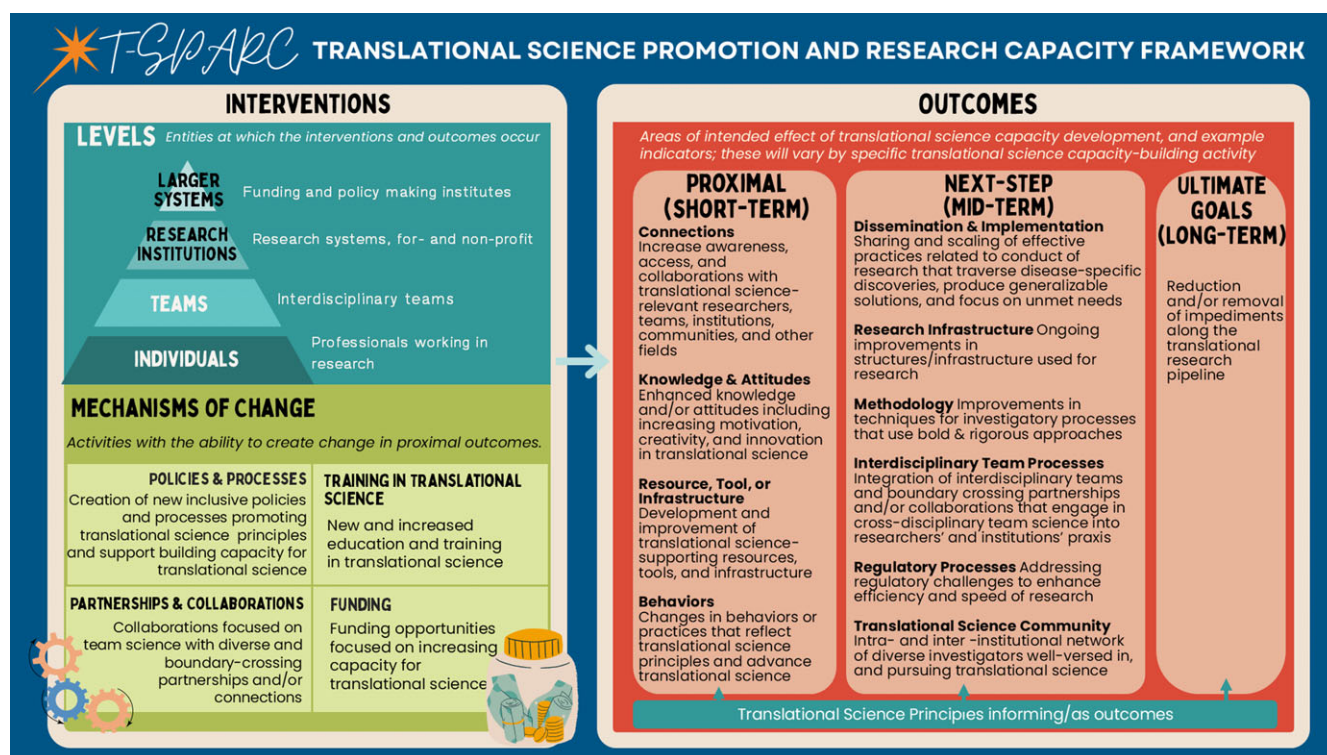 T-SPARC TRANSLATIONAL SCIENCE PROMOTION AND RESEARCH CAPACITY FRAMEWORK
INTERVENTIONS
LEVELS Entities at which the interventions and outcomes occur
LARGER
SYSTEMS
Funding and policy making institutes
RESEARCH
INSTITUTIONS
Research systems, for- and non-profit
TEAMS
Interdisciplinary teams
INDIVIDUALS
Professionals working in
research
MECHANISMS OF CHANGE
Activities with the ability to create change in proximal outcomes.
POLICIES & PROCESSES
Creation of new inclusive policies
and processes promoting
translational science principles
and support building capacity for
translational science
TRAINING IN TRANSLATIONAL
SCIENCE
New and increased
education and training
in translational science
PARTNERSHIPS & COLLABORATIONS
Collaborations focused on
team science with diverse and
boundary-crossing
partnerships and/or
connections
FUNDING
Funding opportunities
focused on increasing
capacity for
translational science
OUTCOMES
Areas of intended effect of translational science capacity development, and example
indicators; these will vary by specific translational science capacity-building activity
PROXIMAL
(SHORT-TERM)
Connections
Increase awareness,
access, and
collaborations with
translational science-
relevant researchers,
teams, institutions,
communities, and other
fields
Knowledge & Attitudes
Enhanced knowledge
and/or attitudes including
increasing motivation,
creativity, and innovation
in translational science
Resource, Tool, or
Infrastructure
Development and
improvement of
translational science-
supporting resources,
tools, and infrastructure
Behaviors
Changes in behaviors or
practices that reflect
translational science
principles and advance
translational science
NEXT-STEP
(MID-TERM)
Dissemination & Implementation
Sharing and scaling of effective
practices related to conduct of
research that traverse disease-specific
discoveries, produce generalizable
solutions, and focus on unmet needs
Research Infrastructure Ongoing
improvements in
structures/infrastructure used for
research
Methodology Improvements in
techniques for investigatory processes
that use bold & rigorous approaches
Interdisciplinary Team Processes
Integration of interdisciplinary teams
and boundary crossing partnerships
and/or collaborations that engage in
cross-disciplinary team science into
researchers' and institutions' praxis
Regulatory Processes Addressing
regulatory challenges to enhance
efficiency and speed of research
Translational Science Community
Intra- and inter -institutional network
of diverse investigators well-versed in,
and pursuing translational science
ULTIMATE
GOALS
(LONG-TERM)
Reduction
and/or removal
of impediments
along the
translational
research
pipeline
Translational Science Principles informing/as outcomes